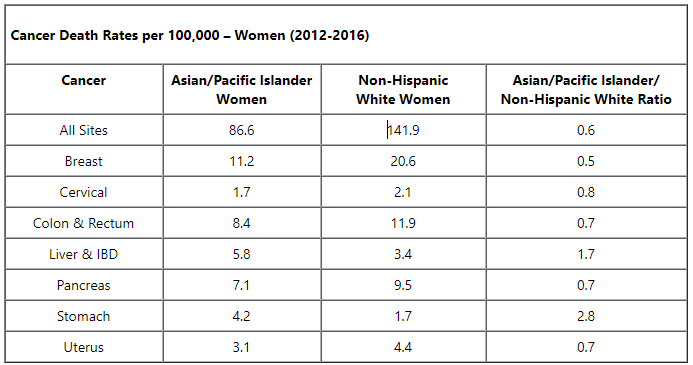 Cancer Death Rates per 100,000 – Women (2012-2016)
Cancer Asian/Pacific Islander Women Non-Hispanic White Women Asian/Pacific Islander/ Non-Hispanic White Ratio
All Sites 86.6 141.9 0.6
Breast 11.2 20.6 0.5
Cervical 1.7 2.1 0.8
Colon & Rectum 8.4 11.9 0.7
Liver & IBD 5.8 3.4 1.7
Pancreas 7.1 9.5 0.7
Stomach 4.2 1.7 2.8
Uterus 3.1 4.4 0.7